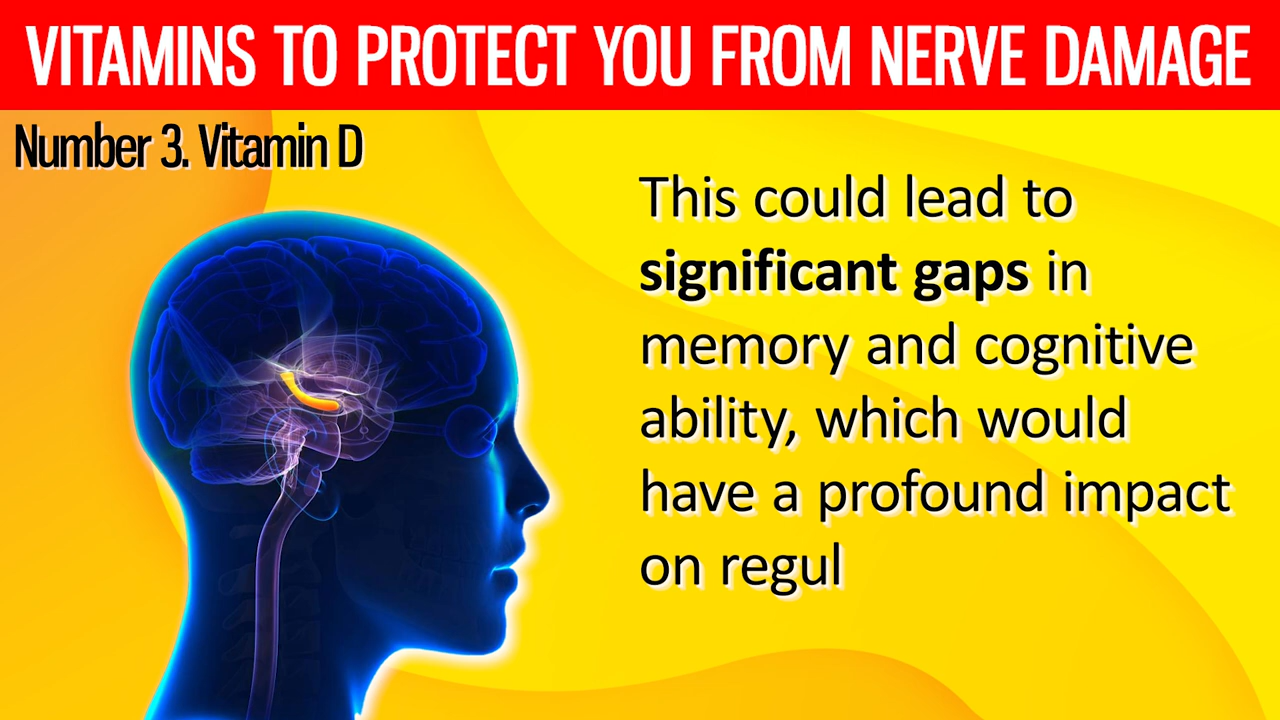 VITAMINS TO PROTECT YOU FROM NERVE DAMAGE
Number 3. Vitamin D
This could lead to
significant gaps in
memory and cognitive
ability, which would
have a profound impact
on regul